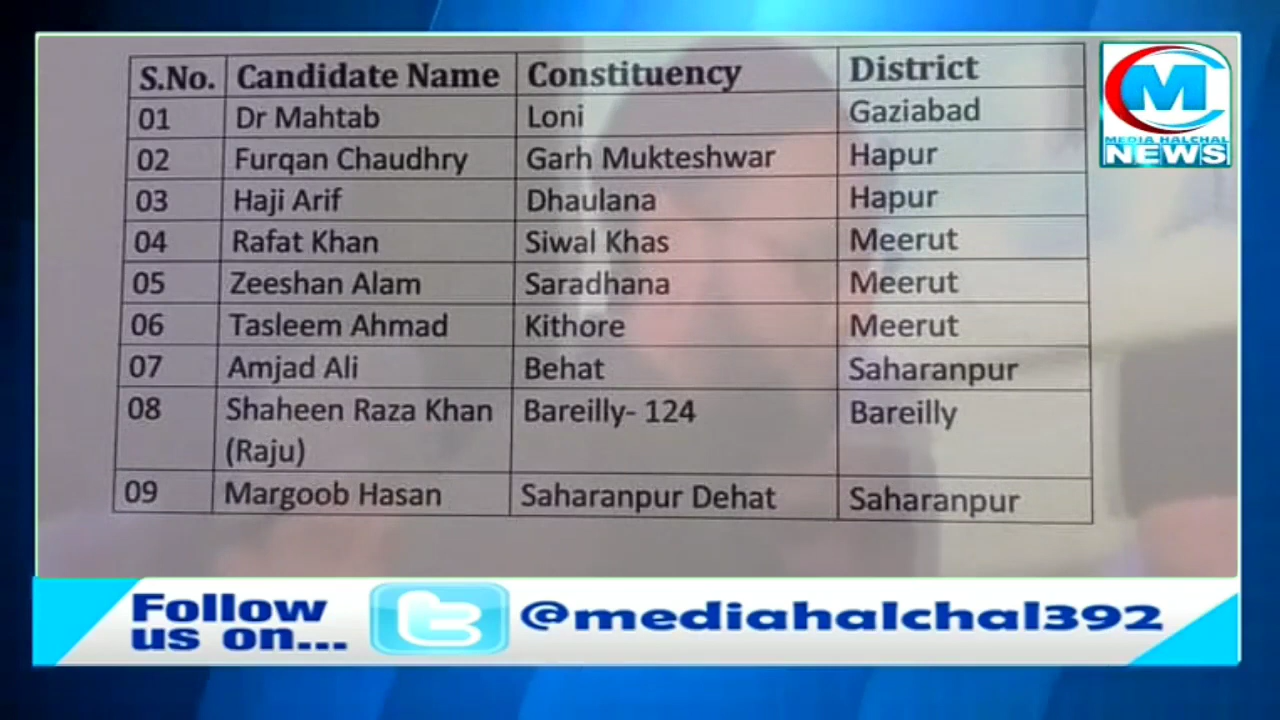 S.No. Candidate Name Constituency District
01 Dr Mahtab Loni Gaziabad
02 Furqan Chaudhry Garh Mukteshwar Hapur
03 Haji Arif Dhaulana Hapur
04 Rafat Khan Siwal Khas Meerut
05 Zeeshan Alam Saradhana Meerut
06 Tasleem Ahmad Kithore Meerut
07 Amjad Ali Behat Saharanpur
08 Shaheen Raza Khan Bareilly- 124 Bareilly
(Raju)
09 Margoob Hasan Saharanpur Dehat Saharanpur
MC
MEDIA HALCHAL
NEWS
Follow
us on...
@mediahalchal392